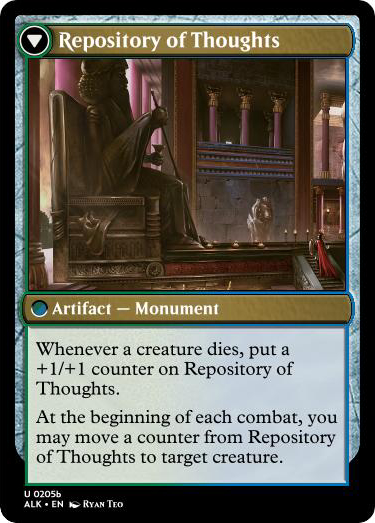 Repository of Thoughts
Artifact — Monument
Whenever a creature dies, put a
+1/+1 counter on Repository of
Thoughts.
At the beginning of each combat, you
may move a counter from Repository
of Thoughts to target creature.
U 0205b
ALK • EN Ryan Teo